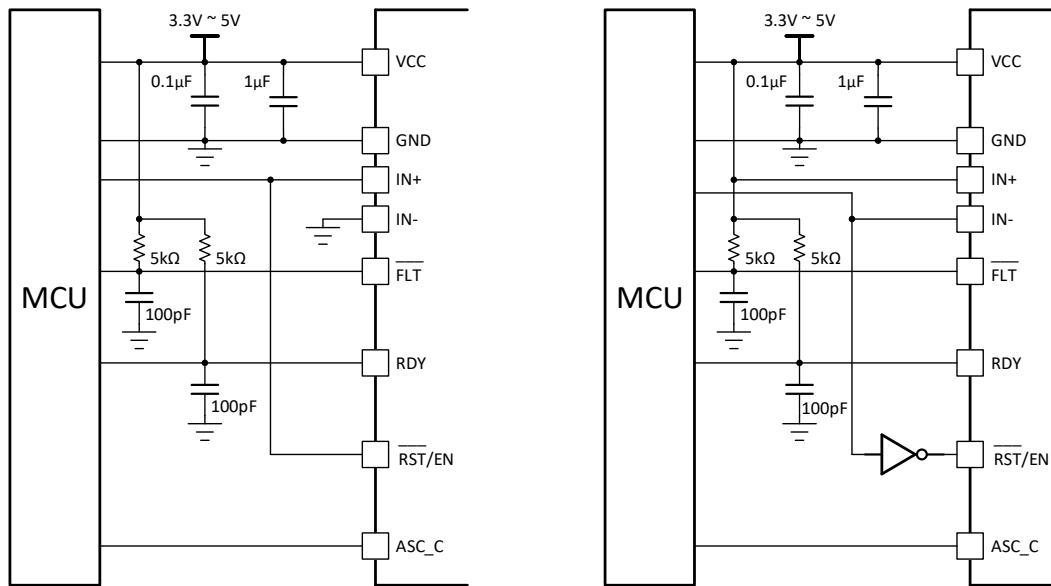 3.3V ~ 5V
VCC
0.1µF
1µF
GND
IN+
IN-
5kΩ
5kΩ
FLT
MCU
100pF
RDY
100pF
RST/EN
ASC_C
3.3V ~ 5V
VCC
0.1µF
1µF
GND
IN+
IN-
5kΩ
5kΩ
FLT
MCU
100pF
RDY
100pF
RST/EN
ASC_C